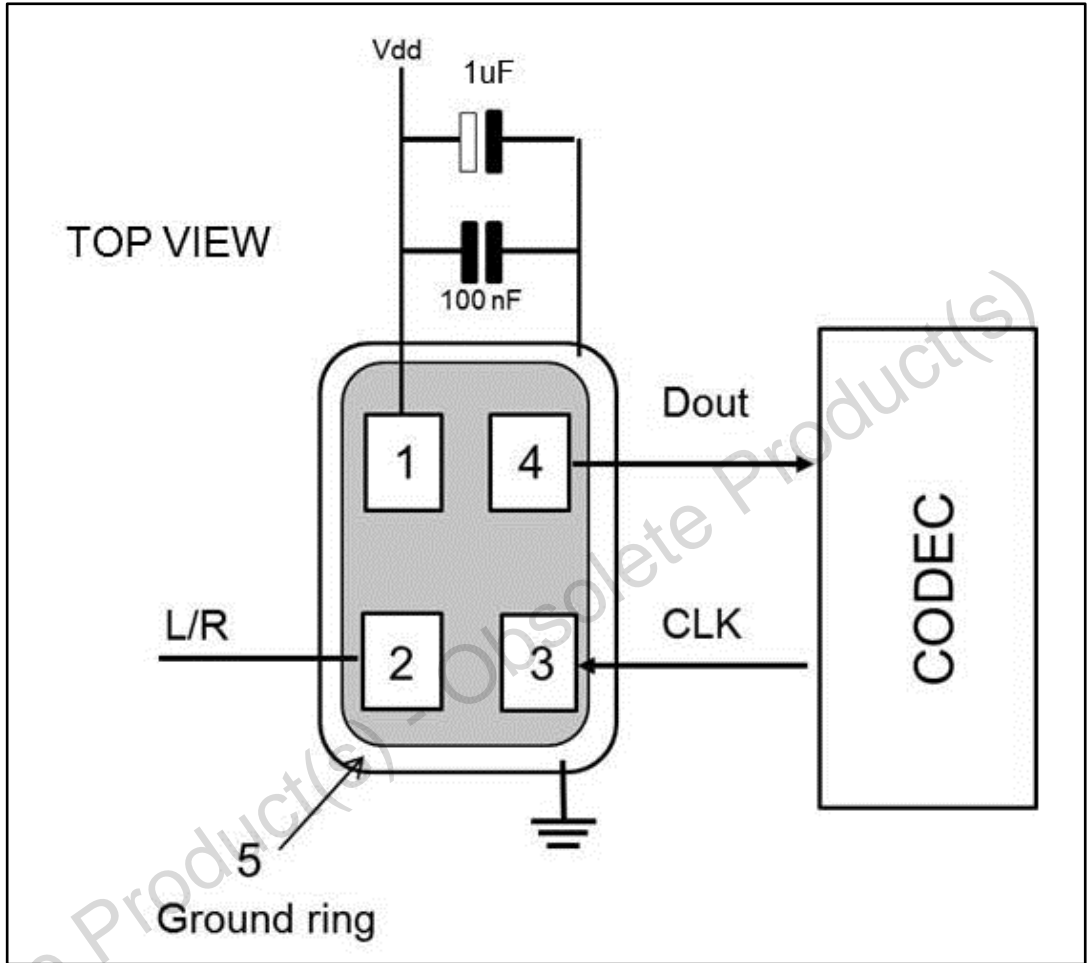 Vdd
1uF
TOP VIEW
100 nF
Dout
1
4
CODEC
L/R
CLK
2
3
5
Ground ring
Product(s) - Obsolete Product(s)